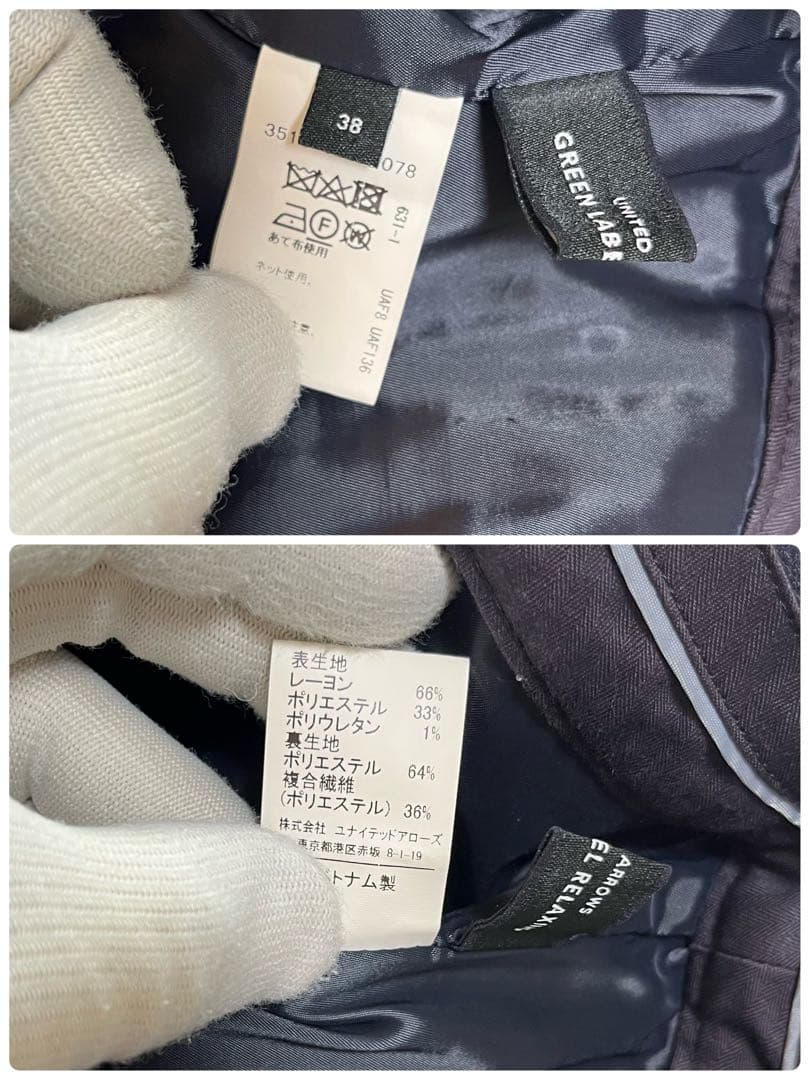 38
351
078
631-1
F
W
あて布使用
ネット使用。
UAF8 UAF136
意。
UNITED
GREEN LABE
表生地
レーヨン 66%
ポリエステル 33%
ポリウレタン 1%
裏生地
ポリエステル 64%
複合繊維
(ポリエステル) 36%
株式会社 ユナイテッドアローズ
東京都港区赤坂 8-1-19
トナム製
ARROWS
EL RELAXIN